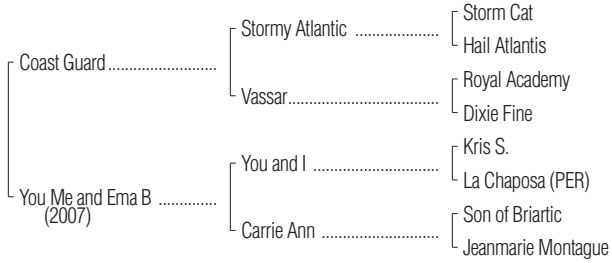 Storm Cat
Stormy Atlantic ....................
Hail Atlantis
Coast Guard..........................
Royal Academy
Vassar....................................
Dixie Fine
Kris S.
You and I ..............................
La Chaposa (PER)
You Me and Ema B ..............
(2007)
Son of Briartic
Carrie Ann ............................
Jeanmarie Montague